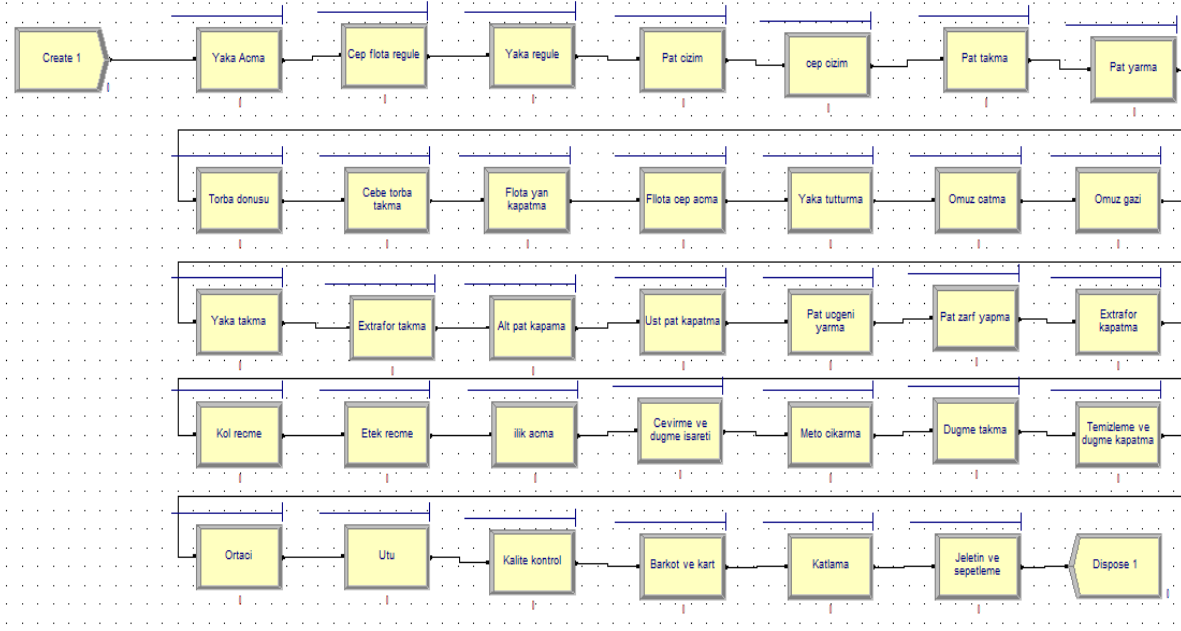 Create 1
Yaka Acma
Cep flota regule
Yaka regule
Pat cizim
cep cizim
Pat takma
Pat yarma
Torba donusu
Cebe torba
takma
Flota yan
kapatma
Fllota cep acma
Yaka tutturma
Omuz catma
Omuz gazi
Yaka takma
Extrafor takma
Alt pat kapama
Ust pat kapatma
Pat ucgeni
yarma
Pat zarf yapma
Extrafor
kapatma
Kol recme
Etek recme
ilik acma
Cevirme ve
dugme isareti
Meto cikarma
Dugme takma
Temizleme ve
dugme kapatma
Ortaci
Utu
Kalite kontrol
Barkot ve kart
Katlama
Jeletin ve
sepetleme
Dispose 1